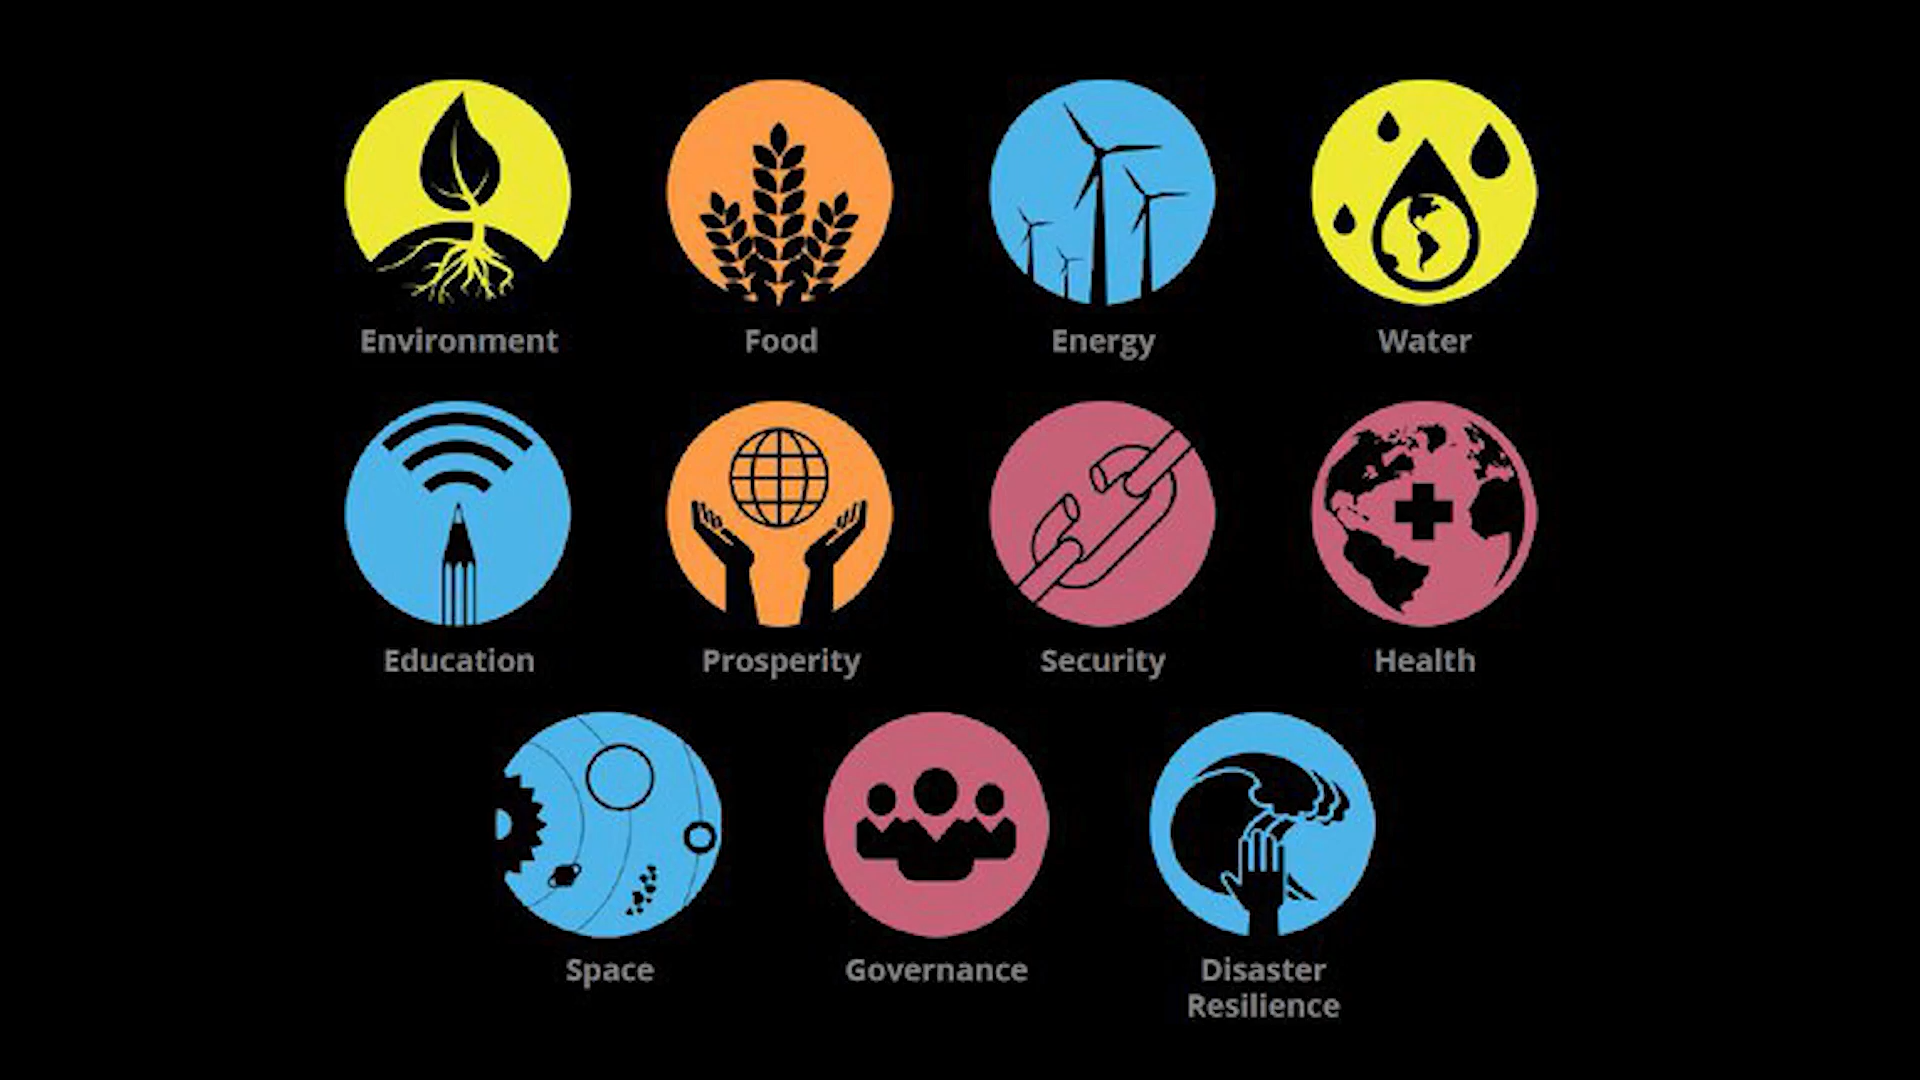 Environment
Food
Energy
Water
Education
Prosperity
Security
Health
Space
Governance
Disaster
Resilience